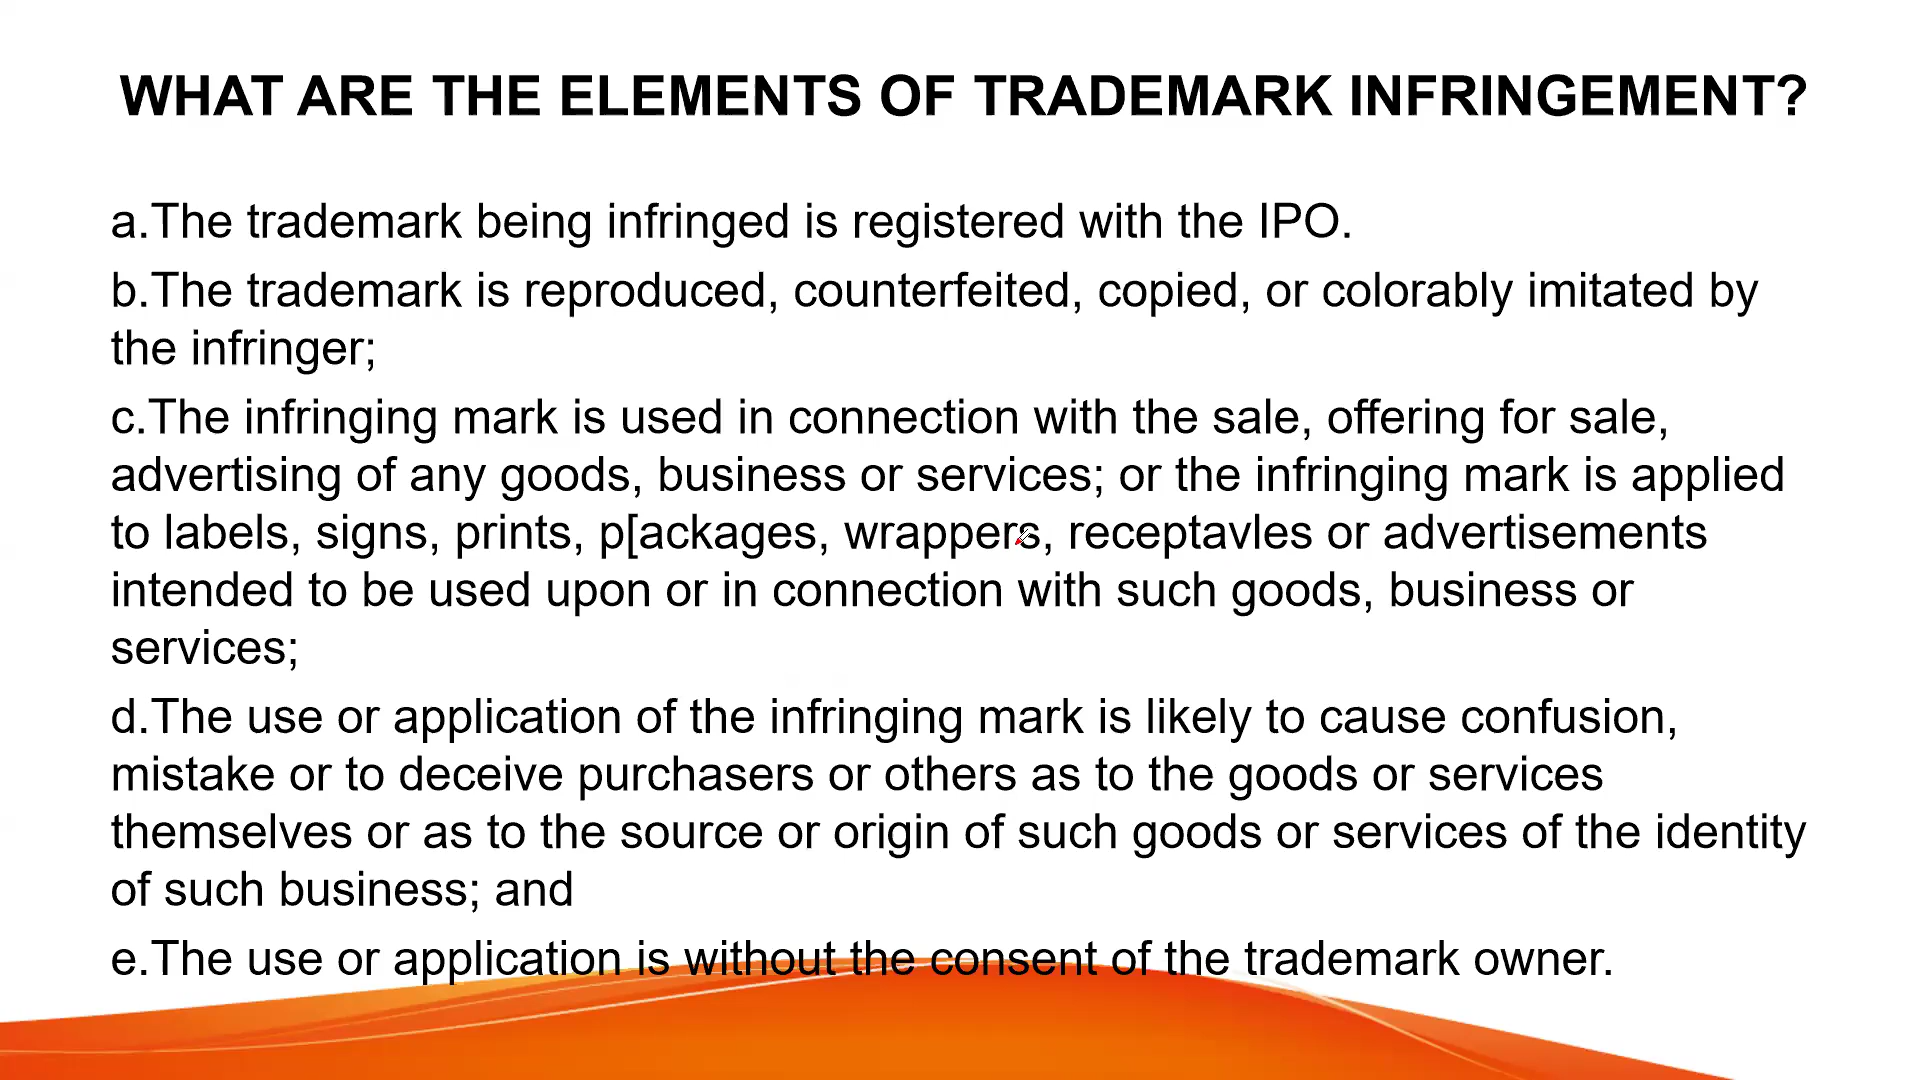 WHAT ARE THE ELEMENTS OF TRADEMARK INFRINGEMENT?
a.The trademark being infringed is registered with the IPO.
b.The trademark is reproduced, counterfeited, copied, or colorably imitated by
the infringer;
c.The infringing mark is used in connection with the sale, offering for sale,
advertising of any goods, business or services; or the infringing mark is applied
to labels, signs, prints, p[ackages, wrappers, receptavles or advertisements
intended to be used upon or in connection with such goods, business or
services;
d.The use or application of the infringing mark is likely to cause confusion,
mistake or to deceive purchasers or others as to the goods or services
themselves or as to the source or origin of such goods or services of the identity
of such business; and
e.The use or application is without the consent of the trademark owner.